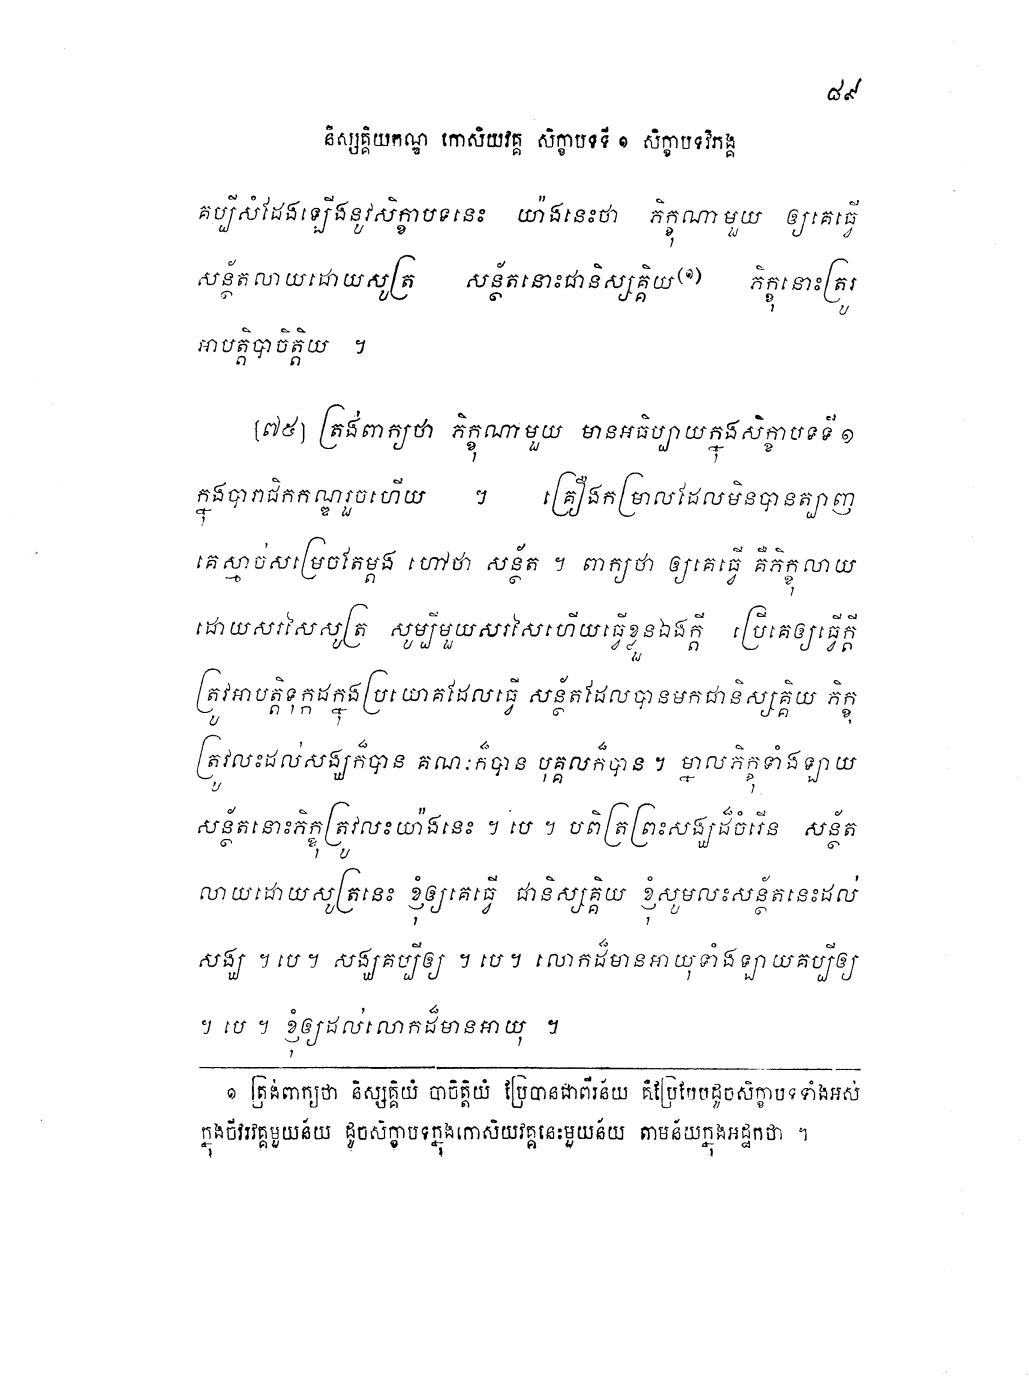 ៨៩
និស្សគ្គិយកណ្ឌ កោសិយវគ្គ សិក្ខាបទទី ១ សិក្ខាបទវិភង្គ
គប្បីសំដែងឡើងនូវសិក្ខាបទនេះ យ៉ាងនេះថា ភិក្ខុណាមួយ ឲ្យគេធ្វើ
សន្ថ័តលាយដោយសូត្រ សន្ថ័តនោះជានិស្សគ្គិយ(១) ភិក្ខុនោះត្រូវ
អាបត្តិបាចិត្តិយ ។
[៧៥] ត្រង់ពាក្យថា ភិក្ខុណាមួយ មានអធិប្បាយក្នុងសិក្ខាបទទី ១
ក្នុងបារាជិកកណ្ឌរួចហើយ ។ គ្រឿងកម្រាលដែលមិនបានត្បាញ
គេស្មាច់សម្រេចតែម្តង ហៅថា សន្ថ័ត ។ ពាក្យថា ឲ្យគេធ្វើ គឺភិក្ខុលាយ
ដោយសរសៃសូត្រ សូម្បីមួយសរសៃហើយធ្វើខ្លួនឯងក្តី ប្រើគេឲ្យធ្វើក្តី
ត្រូវអាបត្តិទុក្កដក្នុងប្រយោគដែលធ្វើ សន្ថ័តដែលបានមកជានិស្សគ្គិយ ភិក្ខុ
ត្រូវលះដល់សង្ឃក៏បាន គណៈក៏បាន បុគ្គលក៏បាន ។ ម្នាលភិក្ខុទាំងឡាយ
សន្ថ័តនោះភិក្ខុត្រូវលះយ៉ាងនេះ ។ បេ ។ បពិត្រព្រះសង្ឃដ៏ចំរើន សន្ថ័ត
លាយដោយសូត្រនេះ ខ្ញុំឲ្យគេធ្វើ ជានិស្សគ្គិយ ខ្ញុំសូមលះសន្ថ័តនេះដល់
សង្ឃ ។ បេ ។ សង្ឃគប្បីឲ្យ ។ បេ ។ លោកដ៏មានអាយុទាំងឡាយគប្បីឲ្យ
។ បេ ។ ខ្ញុំឲ្យដល់លោកដ៏មានអាយុ ។
១ ត្រង់ពាក្យថា និស្សគ្គិយំ បាចិត្តិយំ ប្រែបានជាពីរន័យ គឺប្រែបែបដូចសិក្ខាបទទាំងអស់
ក្នុងចីវរវគ្គមួយន័យ ដូចសិក្ខាបទក្នុងកោសិយវគ្គនេះមួយន័យ តាមន័យក្នុងអដ្ឋកថា ។